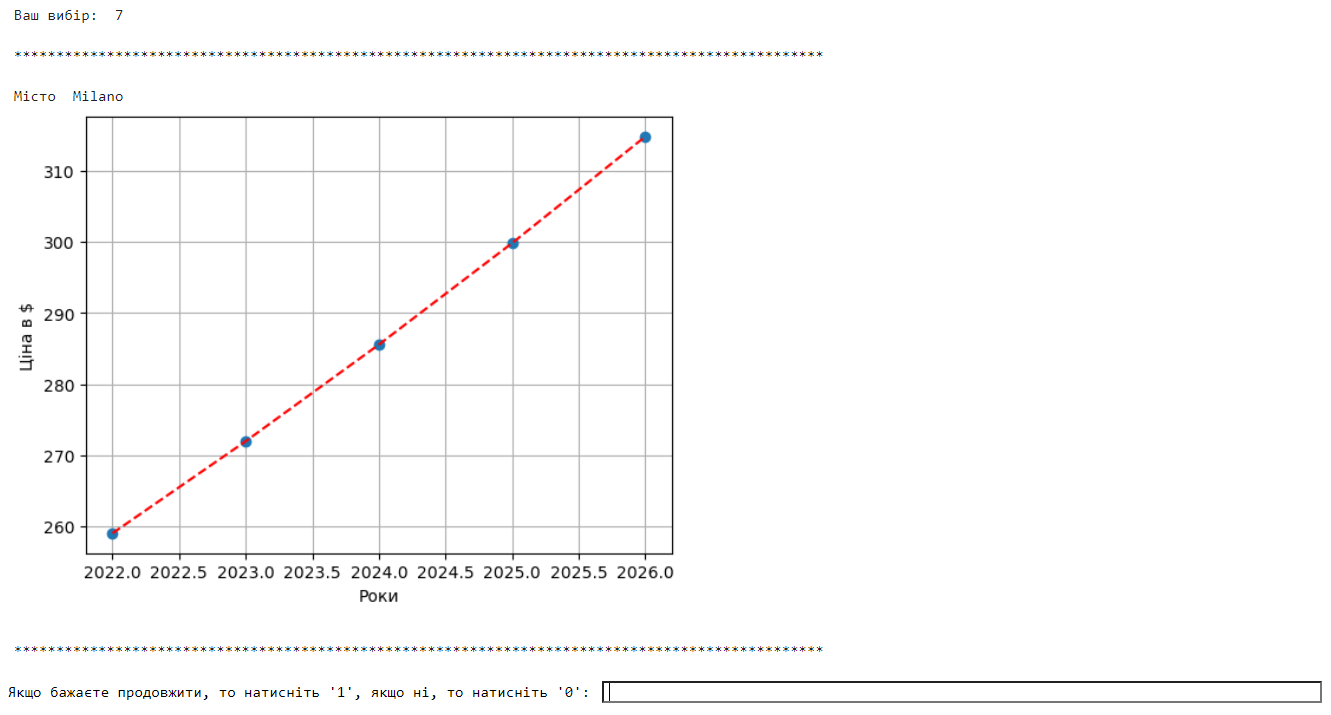 Ваш вибір:  7
************************************************************************************************
Місто  Milano
310
300
290
280
270
260
Ціна в $
2022.0 2022.5 2023.0 2023.5 2024.0 2024.5 2025.0 2025.5 2026.0
Роки
************************************************************************************************
Якщо бажаєте продовжити, то натисніть '1', якщо ні, то натисніть '0':